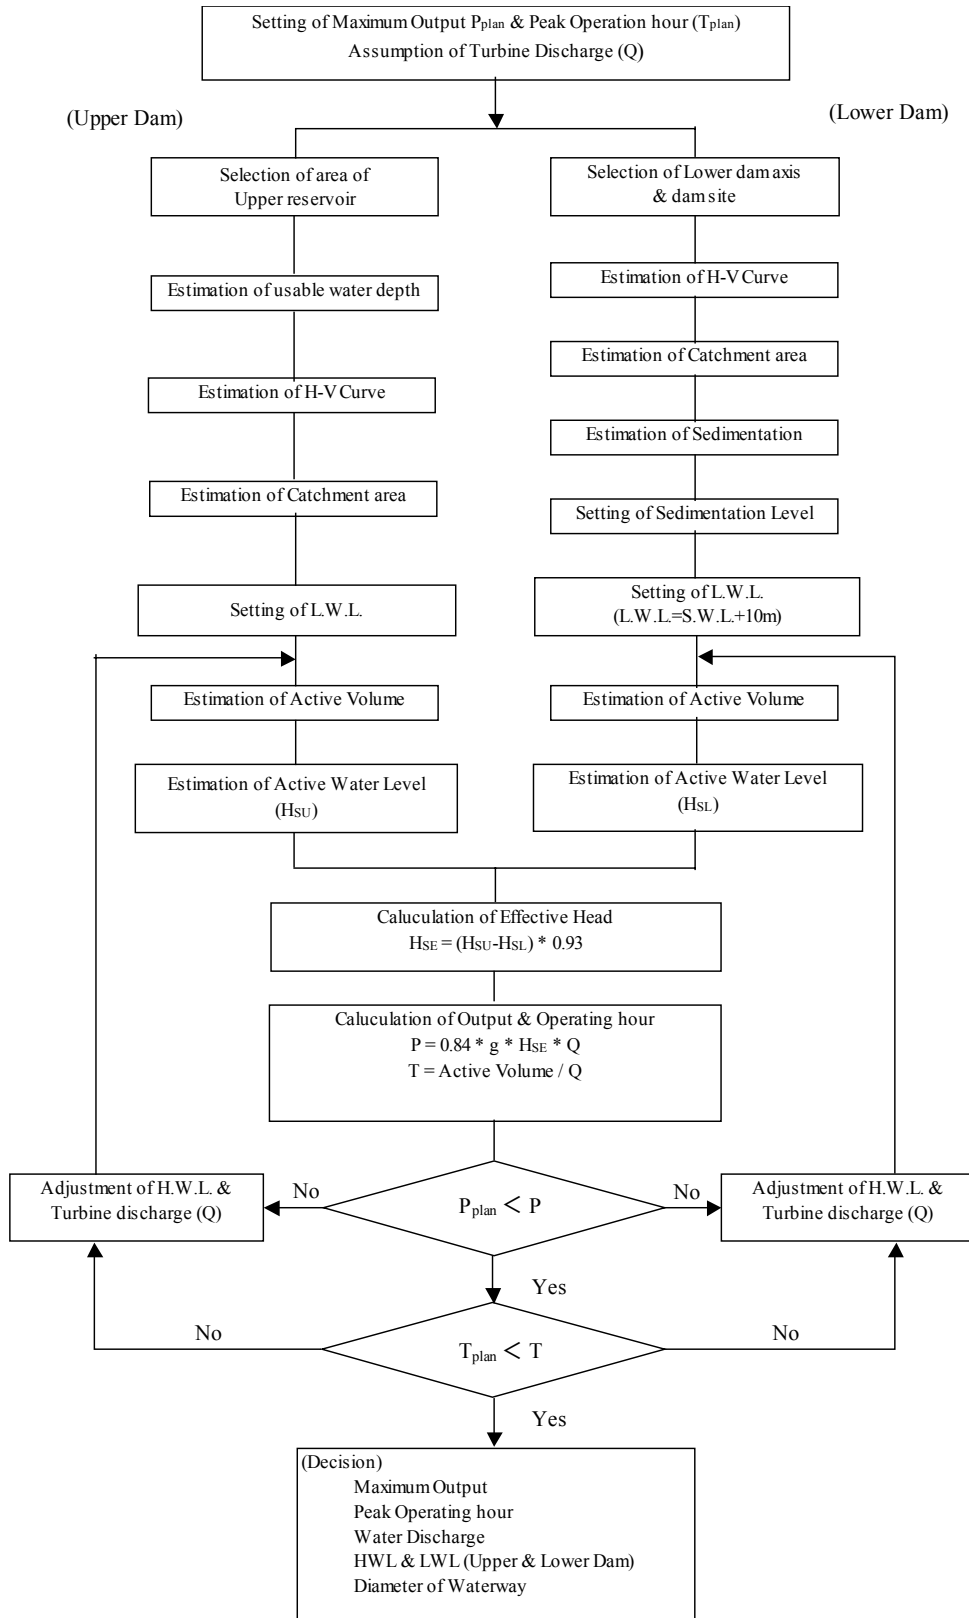 Setting of Maximum Output Pplan & Peak Operation hour (Tplan)
Assumption of Turbine Discharge (Q)
(Upper Dam)
(Lower Dam)
Selection of area of
Upper reservoir
Selection of Lower dam axis
& dam site
Estimation of usable water depth
Estimation of H-V Curve
Estimation of H-V Curve
Estimation of Catchment area
Estimation of Catchment area
Estimation of Sedimentation
Setting of Sedimentation Level
Setting of L.W.L.
Setting of L.W.L.
(L.W.L.=S.W.L.+10m)
Estimation of Active Volume
Estimation of Active Volume
Estimation of Active Water Level
(HSU)
Estimation of Active Water Level
(HSL)
Caluculation of Effective Head
HSE = (HSU-HSL) * 0.93
Caluculation of Output & Operating hour
P = 0.84 * g * HSE * Q
T = Active Volume / Q
Adjustment of H.W.L. &
Turbine discharge (Q)
No
Pplan < P
No
Adjustment of H.W.L. &
Turbine discharge (Q)
Yes
No
Tplan < T
No
Yes
(Decision)
Maximum Output
Peak Operating hour
Water Discharge
HWL & LWL (Upper & Lower Dam)
Diameter of Waterway